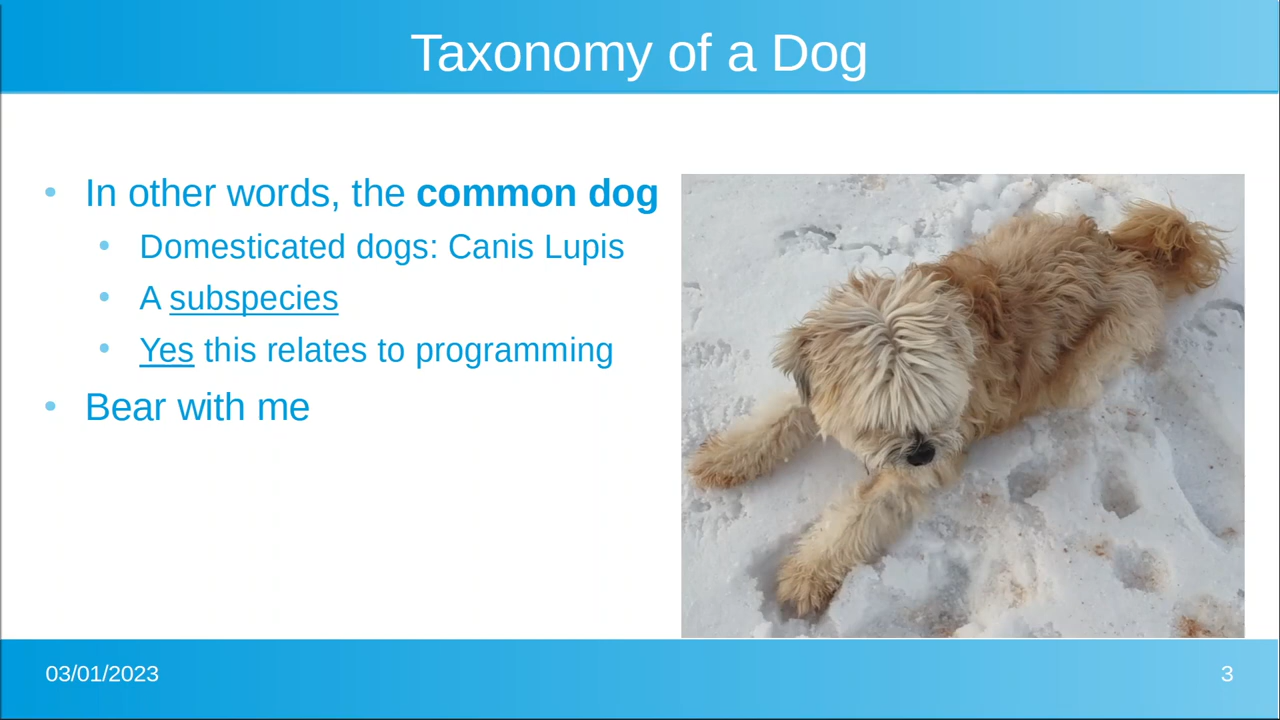 Taxonomy of a Dog
In other words, the common dog
Domesticated dogs: Canis Lupis
A subspecies
Yes this relates to programming
Bear with me
03/01/2023
3